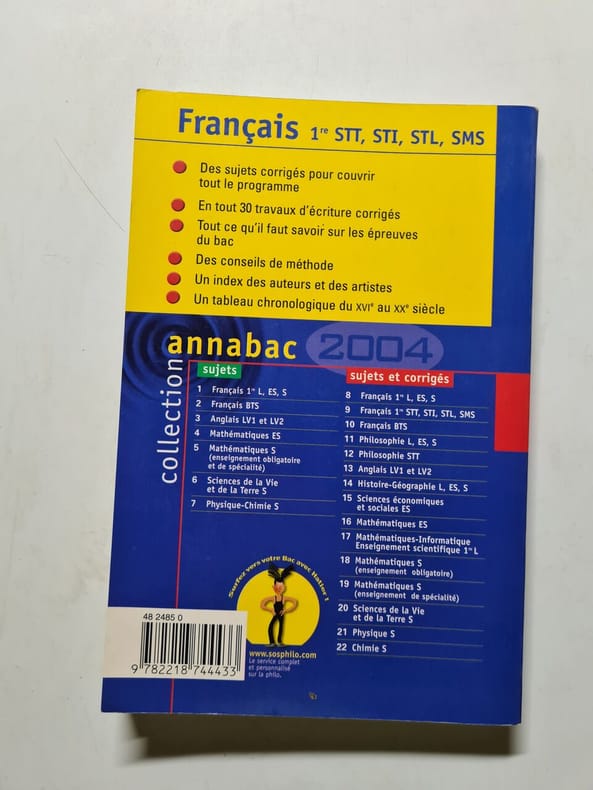 Français 1re STT, STI, STL, SMS
Des sujets corrigés pour couvrir
tout le programme
En tout 30 travaux d'écriture corrigés
Tout ce qu'il faut savoir sur les épreuves
du bac
Des conseils de méthode
Un index des auteurs et des artistes
Un tableau chronologique du XVIe au XXe siècle
collection
annabac 2004
sujets
1 Français 1re L, ES, S
2 Français BTS
3 Anglais LV1 et LV2
4 Mathématiques ES
5 Mathématiques S
(enseignement obligatoire
et de spécialité)
6 Sciences de la Vie
et de la Terre S
7 Physique-Chimie S
sujets et corrigés
8 Français 1re L, ES, S
9 Français 1re STT, STI, STL, SMS
10 Français BTS
11 Philosophie L, ES, S
12 Philosophie STT
13 Anglais LV1 et LV2
14 Histoire-Géographie L, ES, S
15 Sciences économiques
et sociales ES
16 Mathématiques ES
17 Mathématiques-Informatique
Enseignement scientifique 1re L
18 Mathématiques S
(enseignement obligatoire)
19 Mathématiques S
(enseignement de spécialité)
20 Sciences de la Vie
et de la Terre S
21 Physique S
22 Chimie S
Surfez vers votre Bac avec Hatier !
www.sosphilo.com
Le service complet
et personnalisé
sur la philo.
48 2485 0
9 782218 744433